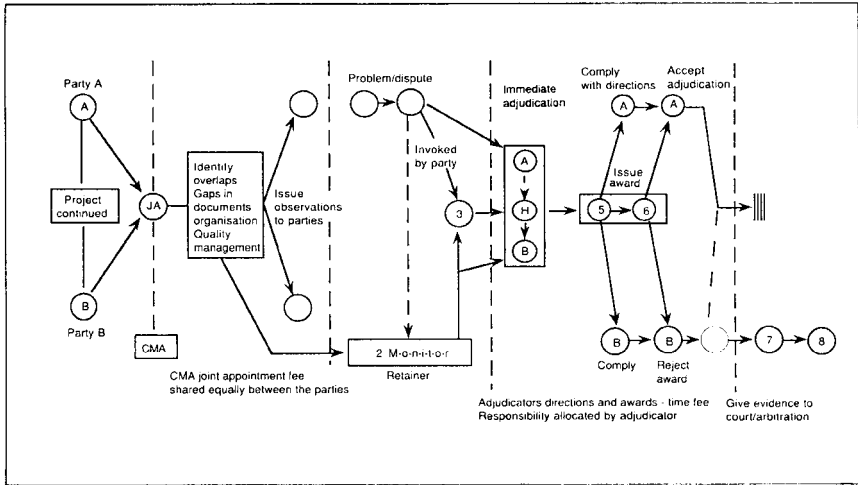 Party A
A
Project
continued
B
Party B
JA
CMA
Identity
overlaps
Gaps in
documents
organisation
Quality
management
Issue
observations
to parties
CMA joint appointment fee
shared equally between the parties
Problem/dispute
Invoked
by party
3
2 M-o-n-i-t-o-r
Retainer
Immediate
adjudication
A
H
B
Comply
with directions
Accept
adjudication
A
A
Issue
award
5
6
B
B
Comply
Reject
award
7
8
Adjudicators directions and awards - time fee
Responsibility allocated by adjudicator
Give evidence to
court/arbitration